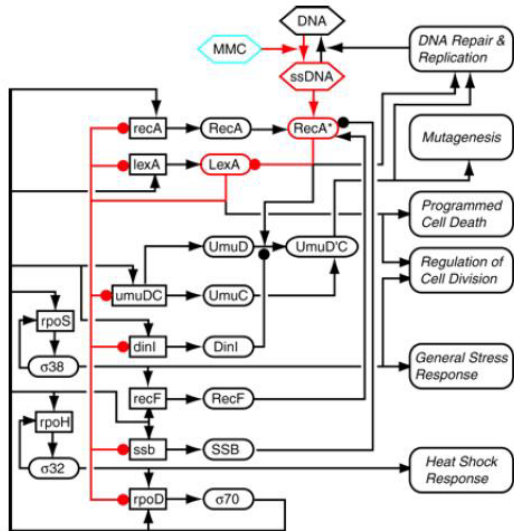 DNA
MMC
DNA Repair &
Replication
ssDNA
recA
RecA
RecA*
Mutagenesis
lexA
LexA
Programmed
Cell Death
UmuD
UmuD'C
Regulation of
Cell Division
umuDC
UmuC
rpoS
dinI
DinI
General Stress
Response
σ38
recF
RecF
rpoH
ssb
SSB
Heat Shock
Response
σ32
rpoD
σ70